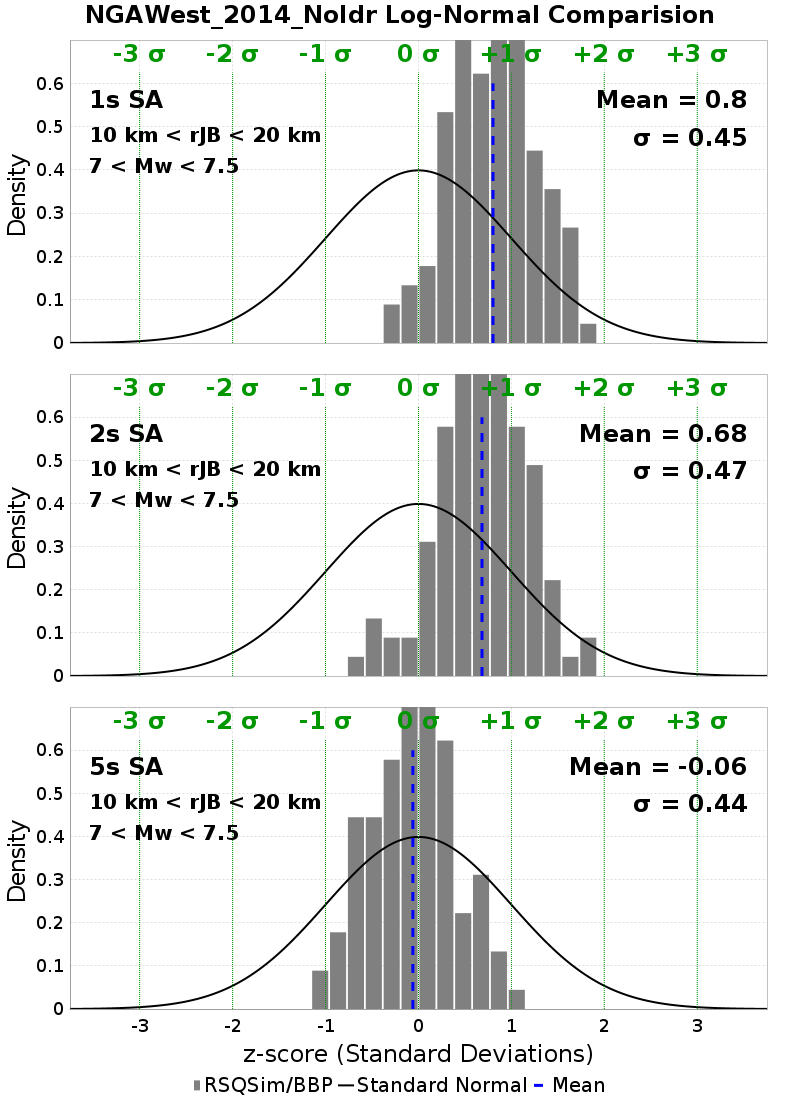 NGAWest_2014_NoIdr Log-Normal Comparision
-3 σ -2 σ -1 σ 0 σ +1 σ +2 σ +3 σ
1s SA
10 km < rJB < 20 km
7 < Mw < 7.5
Mean = 0.8
σ = 0.45
Density
0.6
0.5
0.4
0.3
0.2
0.1
0
-3 σ -2 σ -1 σ 0 σ +1 σ +2 σ +3 σ
2s SA
10 km < rJB < 20 km
7 < Mw < 7.5
Mean = 0.68
σ = 0.47
Density
0.6
0.5
0.4
0.3
0.2
0.1
0
-3 σ -2 σ -1 σ 0 σ +1 σ +2 σ +3 σ
5s SA
10 km < rJB < 20 km
7 < Mw < 7.5
Mean = -0.06
σ = 0.44
Density
0.6
0.5
0.4
0.3
0.2
0.1
0
-3 -2 -1 0 1 2 3
z-score (Standard Deviations)
RSQSim/BBP Standard Normal Mean